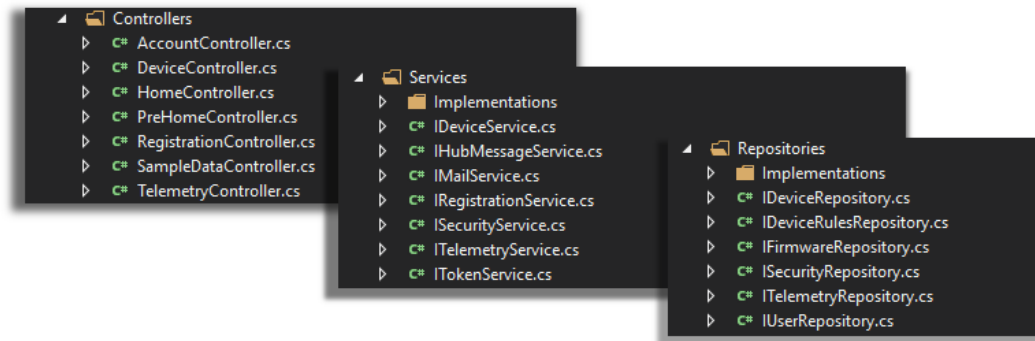 Controllers
C# AccountController.cs
C# DeviceController.cs
C# HomeController.cs
C# PreHomeController.cs
C# RegistrationController.cs
C# SampleDataController.cs
C# TelemetryController.cs
Services
Implementations
C# IDeviceService.cs
C# IHubMessageService.cs
C# IMailService.cs
C# IRegistrationService.cs
C# ISecurityService.cs
C# ITelemetryService.cs
C# ITokenService.cs
Repositories
Implementations
C# IDeviceRepository.cs
C# IDeviceRulesRepository.cs
C# IFirmwareRepository.cs
C# ISecurityRepository.cs
C# ITelemetryRepository.cs
C# IUserRepository.cs